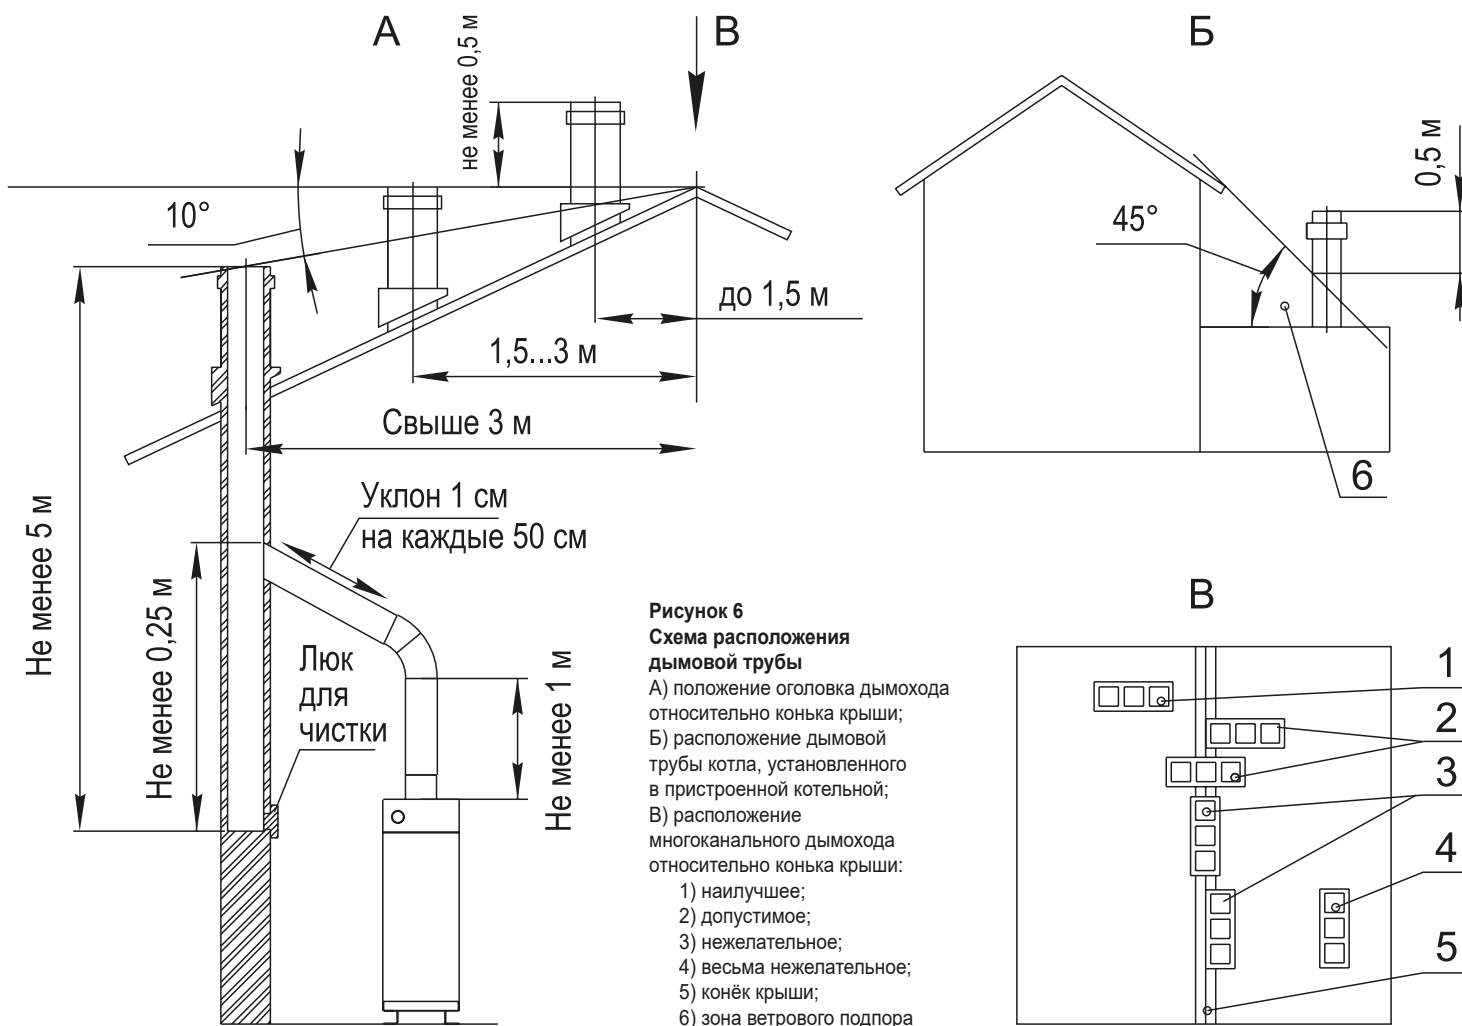 А
В
Б
не менее 0,5 м
0,5 м
10°
45°
до 1,5 м
1,5...3 м
Свыше 3 м
6
Уклон 1 см
на каждые 50 см
Не менее 5 м
Не менее 0,25 м
Люк
для
чистки
Не менее 1 м
Рисунок 6
Схема расположения
дымовой трубы
А) положение оголовка дымохода
относительно конька крыши;
Б) расположение дымовой
трубы котла, установленного
в пристроенной котельной;
В) расположение
многоканального дымохода
относительно конька крыши:
1) наилучшее;
2) допустимое;
3) нежелательное;
4) весьма нежелательное;
5) конёк крыши;
6) зона ветрового подпора
В
1
2
3
4
5